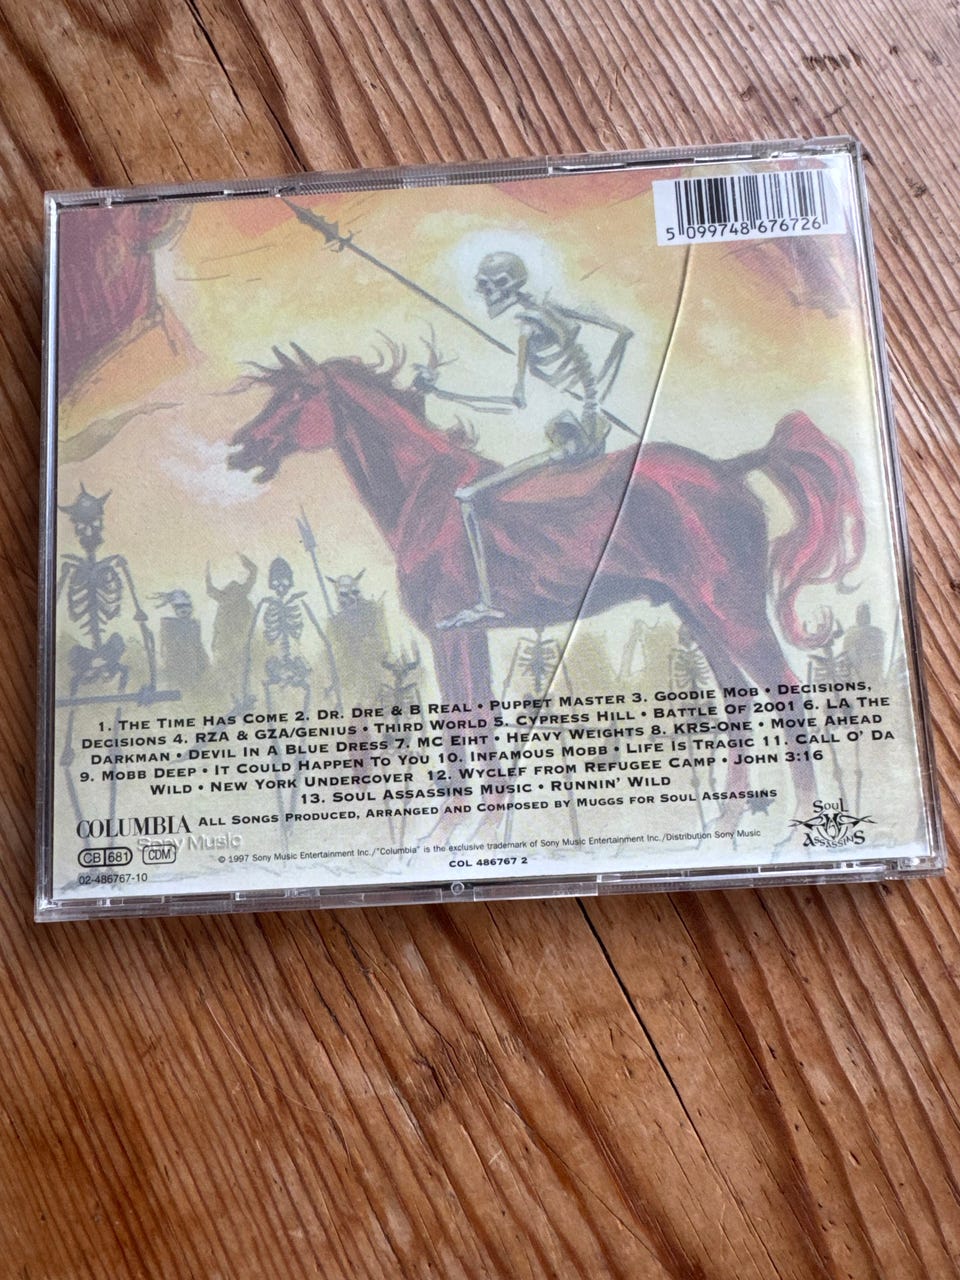 5 099748 676726
1. The Time Has Come 2. Dr. Dre & B Real • Puppet Master 3. Goodie Mob • Decisions,
Decisions 4. RZA & GZA/Genius • Third World 5. Cypress Hill • Battle Of 2001 6. LA The
Darkman • Devil In A Blue Dress 7. MC Eiht • Heavy Weights 8. KRS-One • Move Ahead
9. Mobb Deep • It Could Happen To You 10. Infamous Mobb • Life Is Tragic 11. Call O' Da
Wild • New York Undercover 12. Wyclef from Refugee Camp • John 3:16
13. Soul Assassins Music • Runnin' Wild
All Songs Produced, Arranged and Composed by Muggs for Soul Assassins
COLUMBIA
Sony Music
Soul
Assassins
CB 681 CDM
© 1997 Sony Music Entertainment Inc./"Columbia" is the exclusive trademark of Sony Music Entertainment Inc./Distribution Sony Music
COL 486767 2
02-486767-10